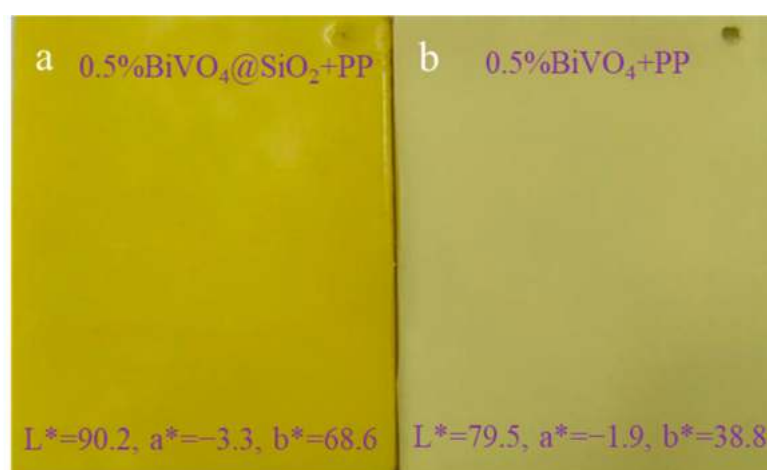 a 0.5%BiVO₄@SiO₂+PP
b 0.5%BiVO₄+PP
L*=90.2, a*=−3.3, b*=68.6
L*=79.5, a*=−1.9, b*=38.8